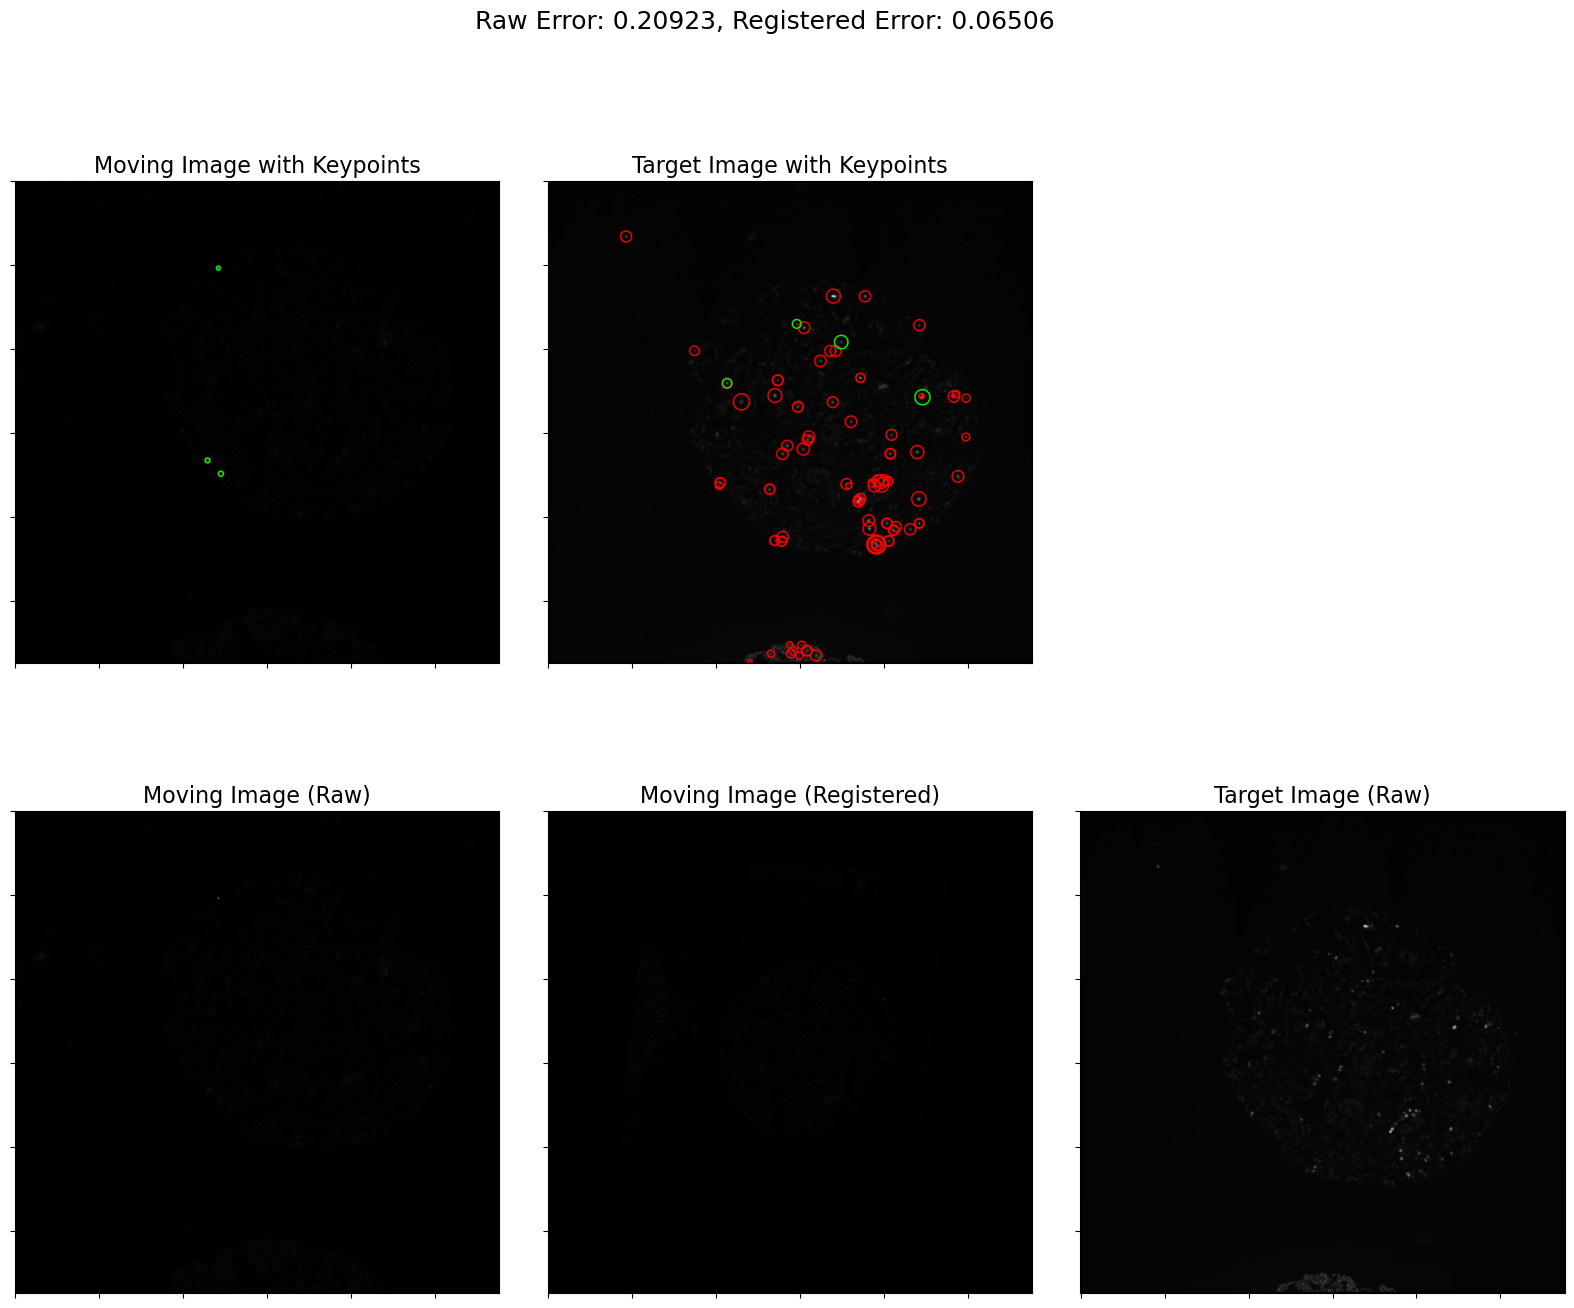 Raw Error: 0.20923, Registered Error: 0.06506
Moving Image with Keypoints
Target Image with Keypoints
Moving Image (Raw)
Moving Image (Registered)
Target Image (Raw)